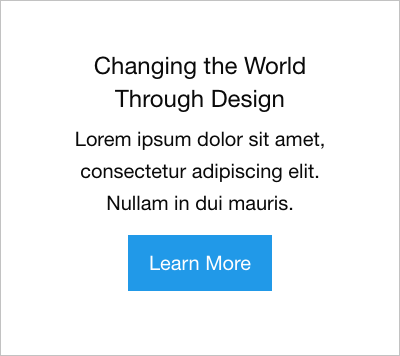 Changing the World
Through Design
Lorem ipsum dolor sit amet,
consectetur adipiscing elit.
Nullam in dui mauris.
Learn More